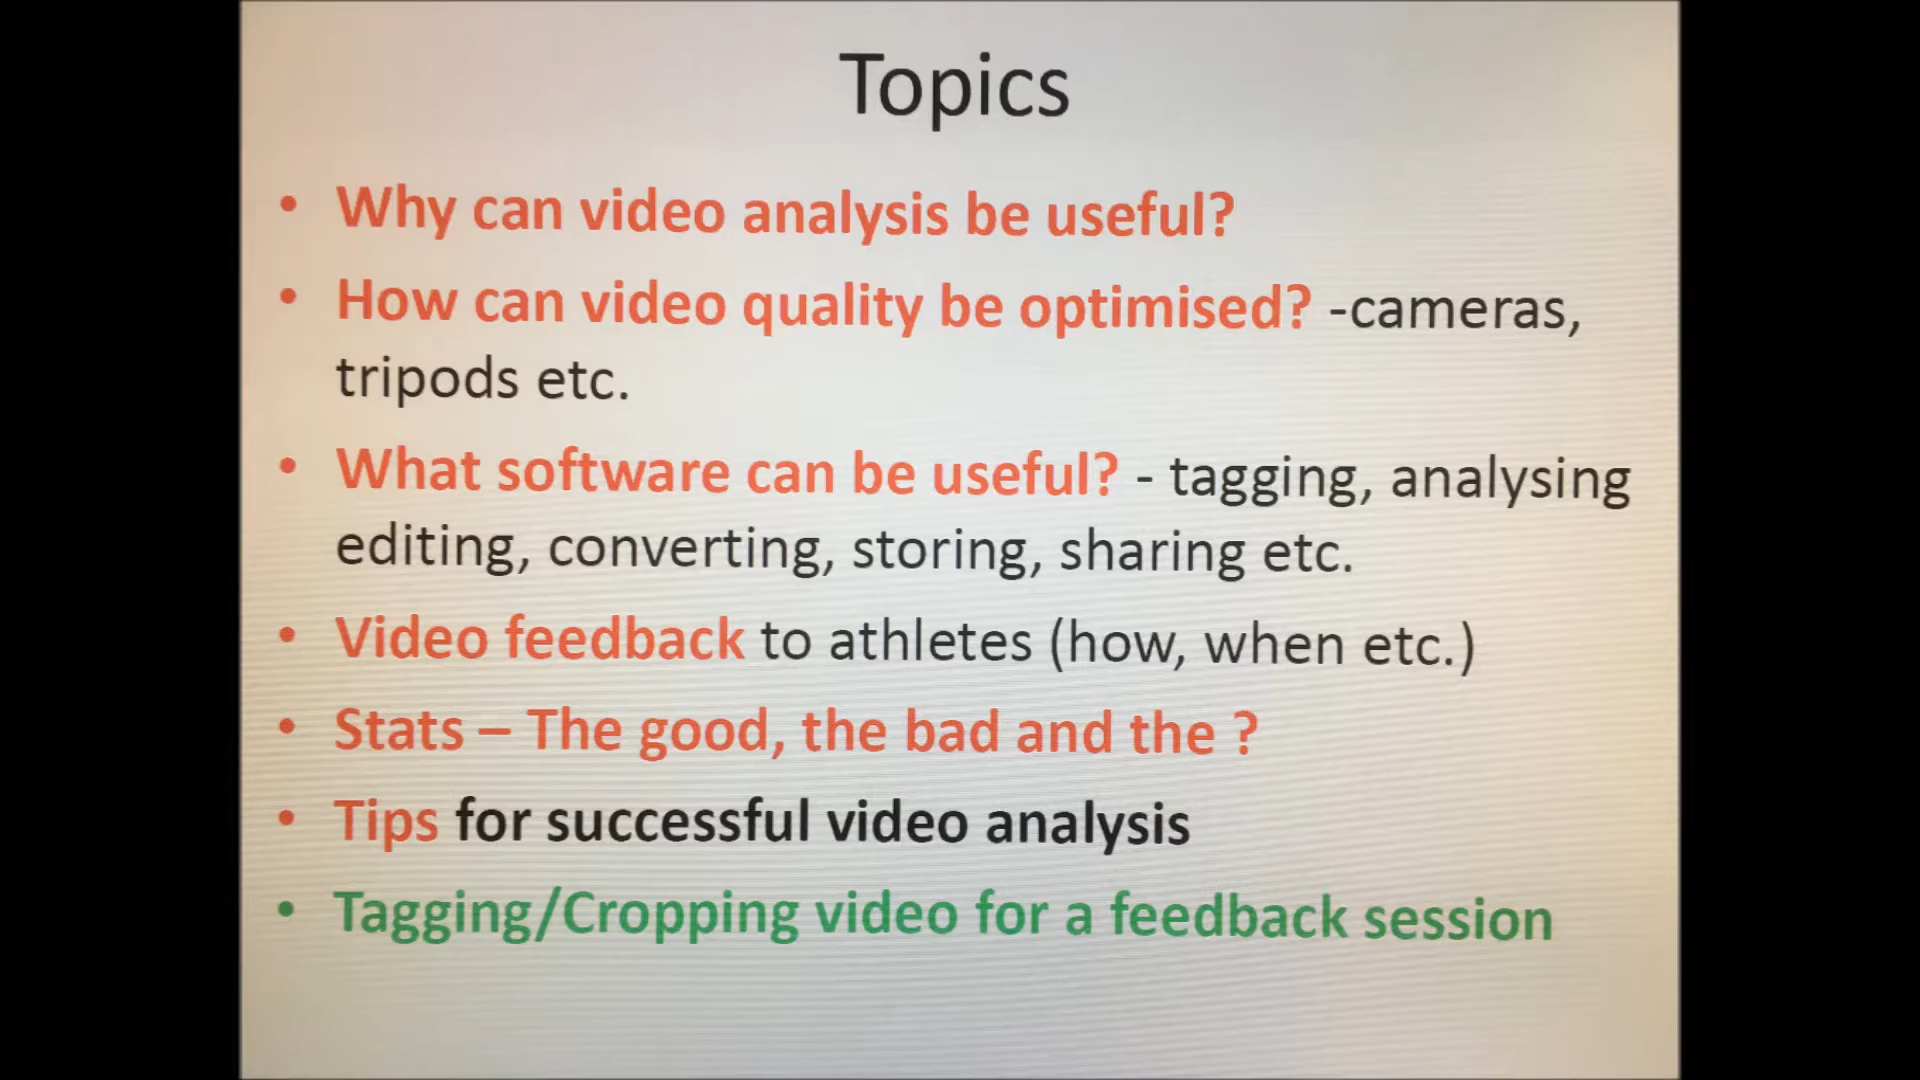 Topics
• Why can video analysis be useful?
• How can video quality be optimised? -cameras,
tripods etc.
• What software can be useful? - tagging, analysing
editing, converting, storing, sharing etc.
• Video feedback to athletes (how, when etc.)
• Stats – The good, the bad and the ?
• Tips for successful video analysis
• Tagging/Cropping video for a feedback session